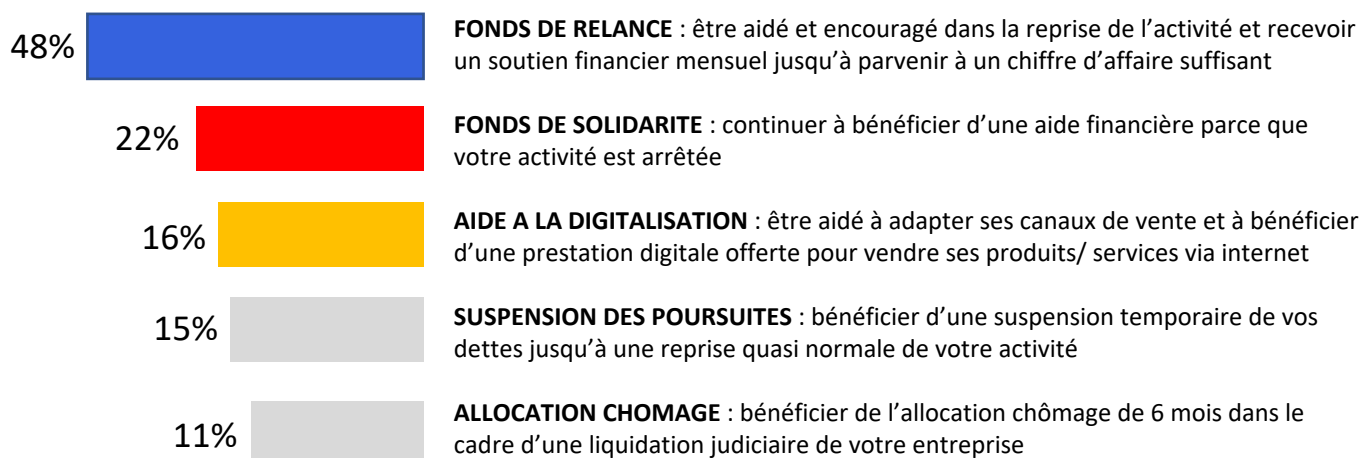 48%
FONDS DE RELANCE : être aidé et encouragé dans la reprise de l’activité et recevoir
un soutien financier mensuel jusqu’à parvenir à un chiffre d’affaire suffisant
22%
FONDS DE SOLIDARITE : continuer à bénéficier d’une aide financière parce que
votre activité est arrêtée
16%
AIDE A LA DIGITALISATION : être aidé à adapter ses canaux de vente et à bénéficier
d’une prestation digitale offerte pour vendre ses produits/ services via internet
15%
SUSPENSION DES POURSUITES : bénéficier d’une suspension temporaire de vos
dettes jusqu’à une reprise quasi normale de votre activité
11%
ALLOCATION CHOMAGE : bénéficier de l’allocation chômage de 6 mois dans le
cadre d’une liquidation judiciaire de votre entreprise